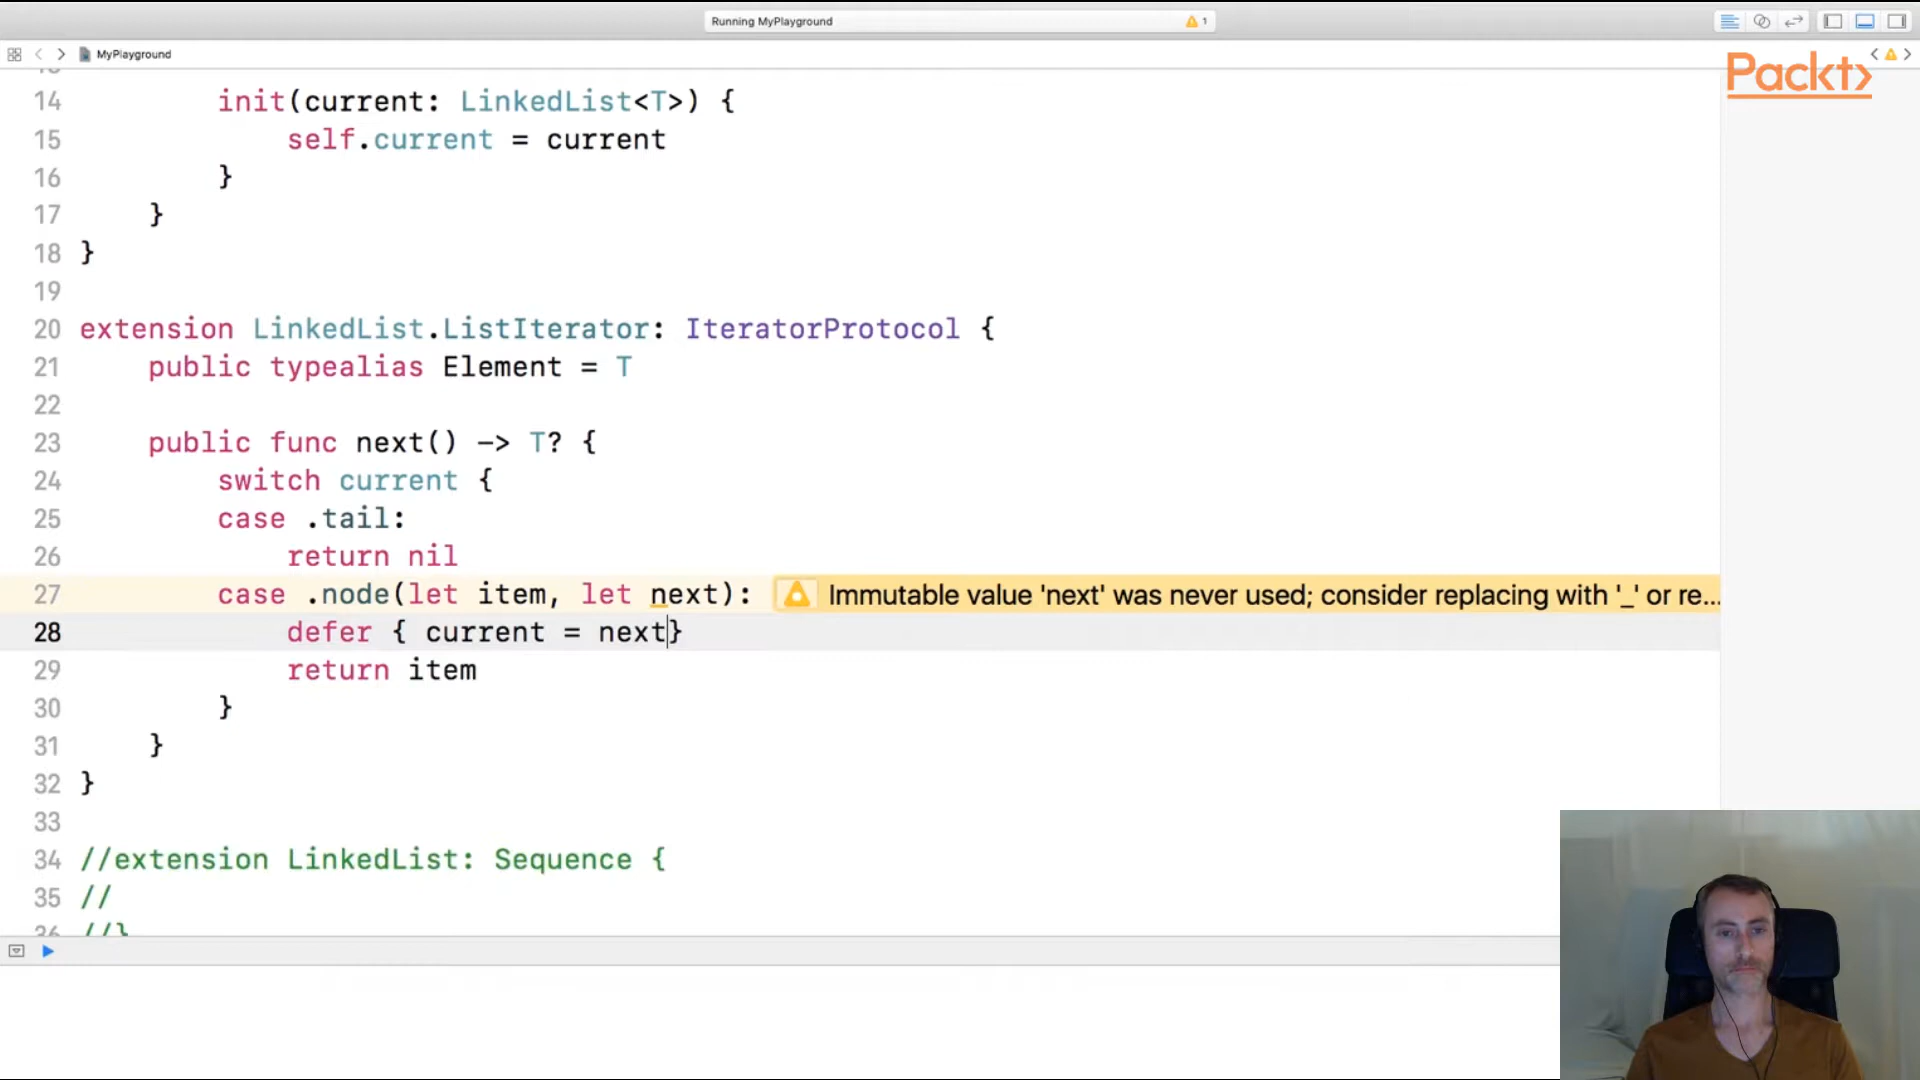 Running MyPlayground
1
MyPlayground
Packt
14 init(current: LinkedList<T>) {
15 self.current = current
16 }
17 }
18 }
19
20 extension LinkedList.ListIterator: IteratorProtocol {
21 public typealias Element = T
22
23 public func next() -> T? {
24 switch current {
25 case .tail:
26 return nil
27 case .node(let item, let next): Immutable value 'next' was never used; consider replacing with '_' or re...
28 defer { current = next}
29 return item
30 }
31 }
32 }
33
34 //extension LinkedList: Sequence {
35 //
36 //}